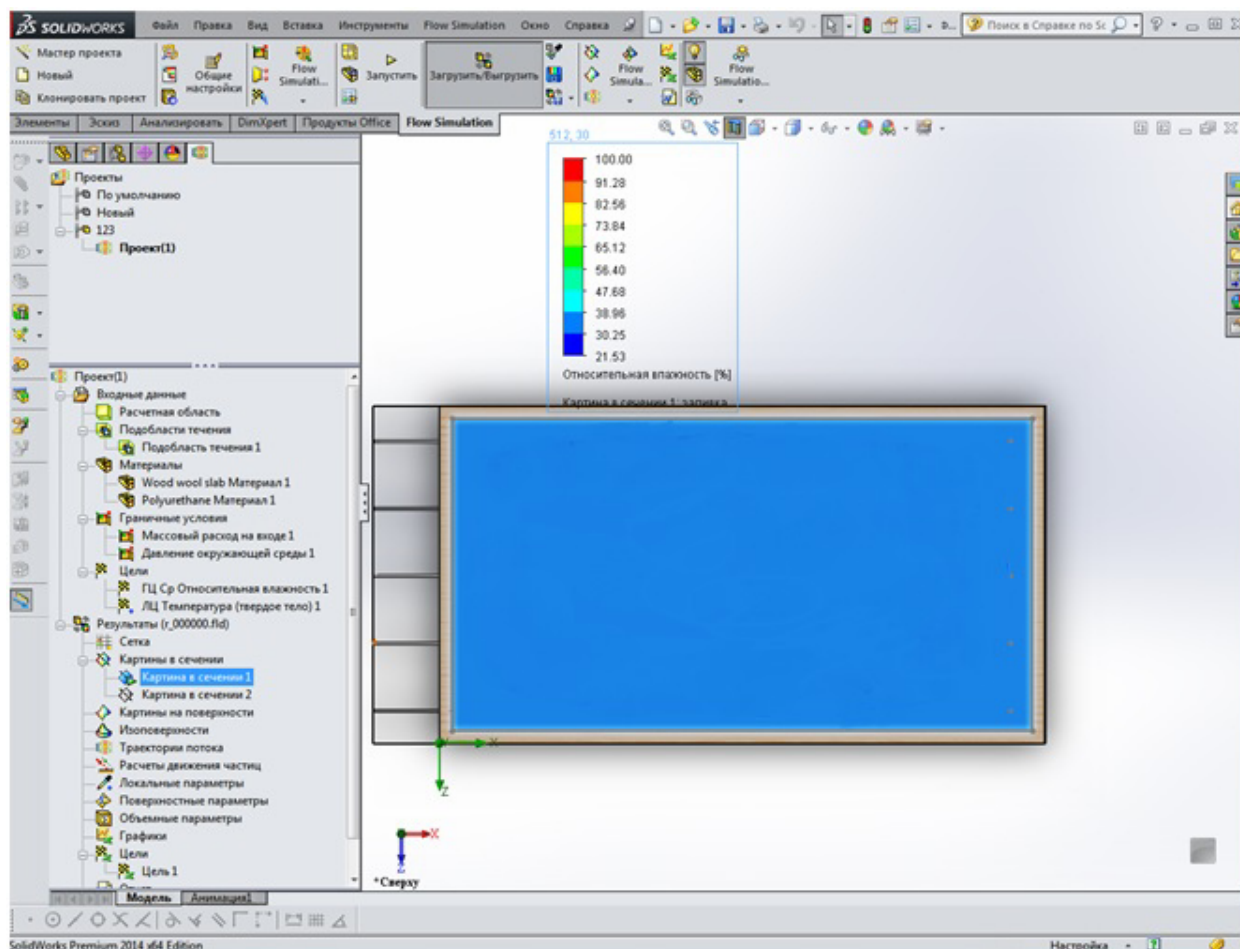 SOLIDWORKS Файл Правка Вид Вставка Инструменты Flow Simulation Окно Справка Поиск в Справке по Sc
Мастер проекта
Новый
Клонировать проект
Общие настройки
Flow Simulati...
Запустить
Загрузить/Выгрузить
Flow Simula...
Flow Simulatio...
Элементы Эскиз Анализировать DimXpert Продукты Office Flow Simulation
Проекты
По умолчанию
Новый
123
Проект(1)
Проект(1)
Входные данные
Расчетная область
Подобласти течения
Подобласть течения 1
Материалы
Wood wool slab Материал 1
Polyurethane Материал 1
Граничные условия
Массовый расход на входе 1
Давление окружающей среды 1
Цели
ГЦ Ср Относительная влажность 1
ЛЦ Температура (твердое тело) 1
Результаты (r_000000.fld)
Сетка
Картины в сечении
Картина в сечении 1
Картина в сечении 2
Картины на поверхности
Изоповерхности
Траектории потока
Расчеты движения частиц
Локальные параметры
Поверхностные параметры
Объемные параметры
Графики
Цели
Цель 1
512, 30
100.00
91.28
82.56
73.84
65.12
56.40
47.68
38.96
30.25
21.53
Относительная влажность [%]
Картина в сечении 1: заливка
X
Z
X
Z
*Сверху
Модель Анимация1
SolidWorks Premium 2014 x64 Edition Настройка